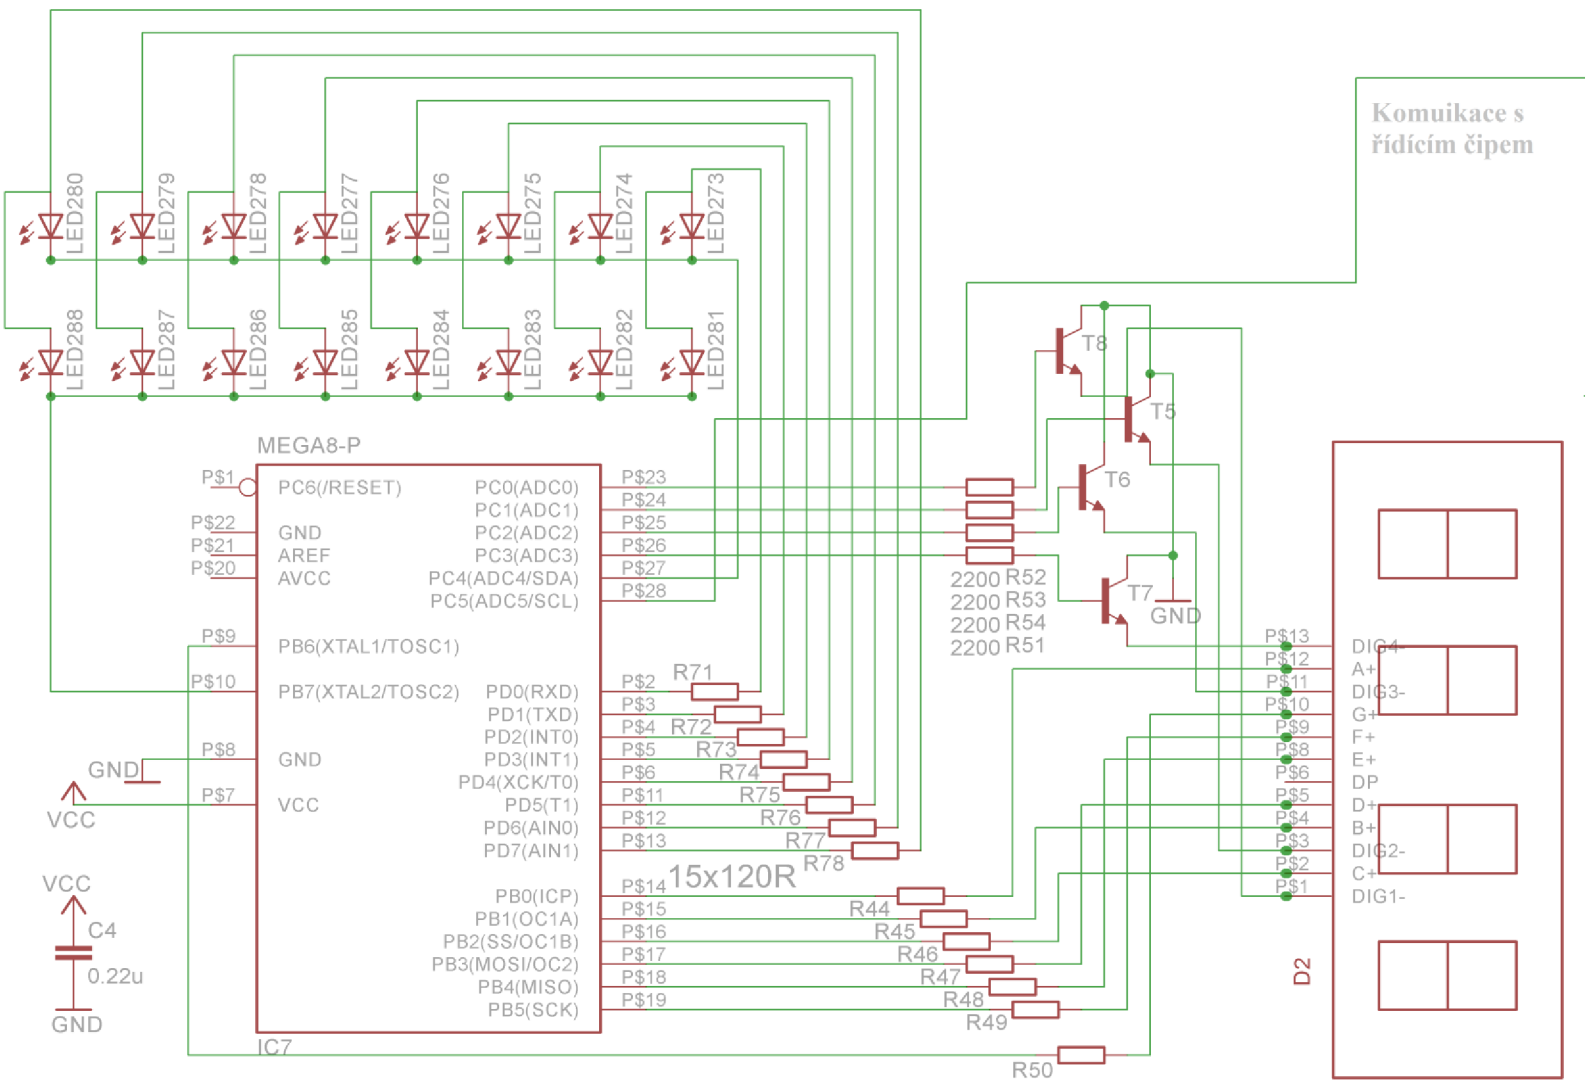 Komuikace s
řídícím čipem
LED280
LED279
LED278
LED277
LED276
LED275
LED274
LED273
LED288
LED287
LED286
LED285
LED284
LED283
LED282
LED281
T8
T5
T6
T7
GND
MEGA8-P
P$1 PC6(/RESET)
P$22 GND
P$21 AREF
P$20 AVCC
P$9 PB6(XTAL1/TOSC1)
P$10 PB7(XTAL2/TOSC2)
P$8 GND
P$7 VCC
PC0(ADC0) P$23
PC1(ADC1) P$24
PC2(ADC2) P$25
PC3(ADC3) P$26
PC4(ADC4/SDA) P$27
PC5(ADC5/SCL) P$28
PD0(RXD) P$2
PD1(TXD) P$3
PD2(INT0) P$4
PD3(INT1) P$5
PD4(XCK/T0) P$6
PD5(T1) P$11
PD6(AIN0) P$12
PD7(AIN1) P$13
PB0(ICP) P$14
PB1(OC1A) P$15
PB2(SS/OC1B) P$16
PB3(MOSI/OC2) P$17
PB4(MISO) P$18
PB5(SCK) P$19
IC7
GND
VCC
VCC
C4
0.22u
GND
2200 R52
2200 R53
2200 R54
2200 R51
R71
R72
R73
R74
R75
R76
R77
R78
15x120R
R44
R45
R46
R47
R48
R49
R50
P$13 DIG4-
P$12 A+
P$11 DIG3-
P$10 G+
P$9 F+
P$8 E+
P$6 DP
P$5 D+
P$4 B+
P$3 DIG2-
P$2 C+
P$1 DIG1-
D2